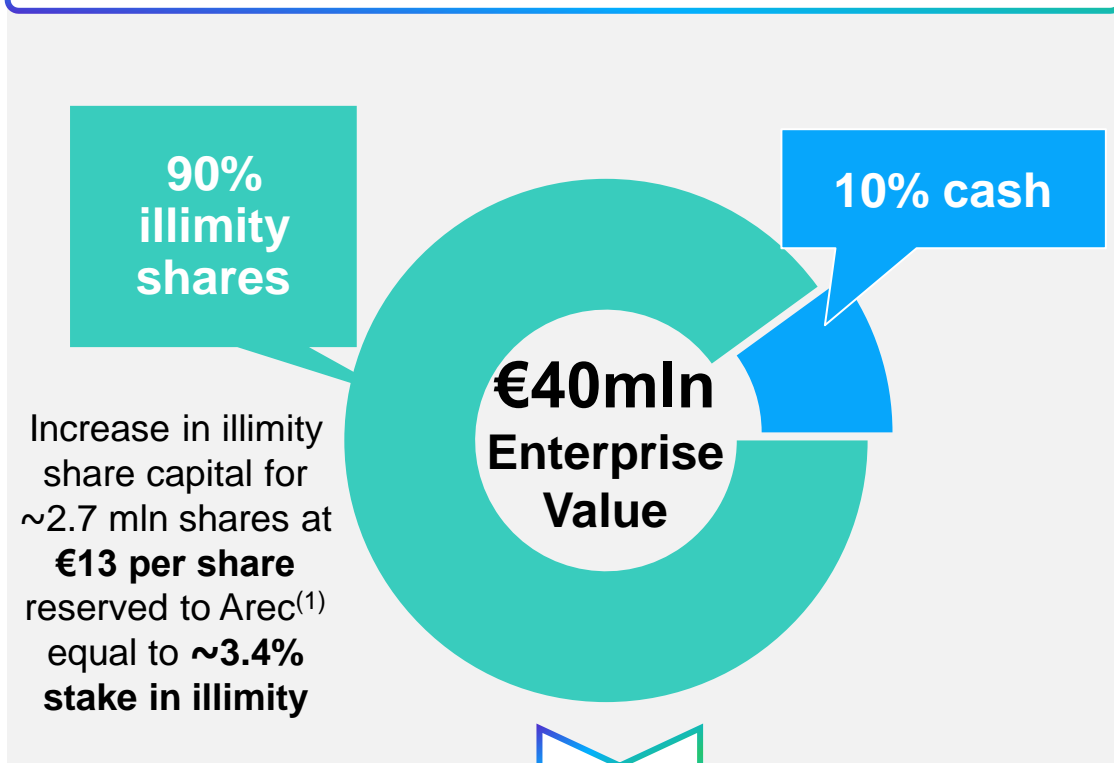 90%
illimity
shares
10% cash
€40mln
Enterprise
Value
Increase in illimity
share capital for
~2.7 mln shares at
€13 per share
reserved to Arec(1)
equal to ~3.4%
stake in illimity